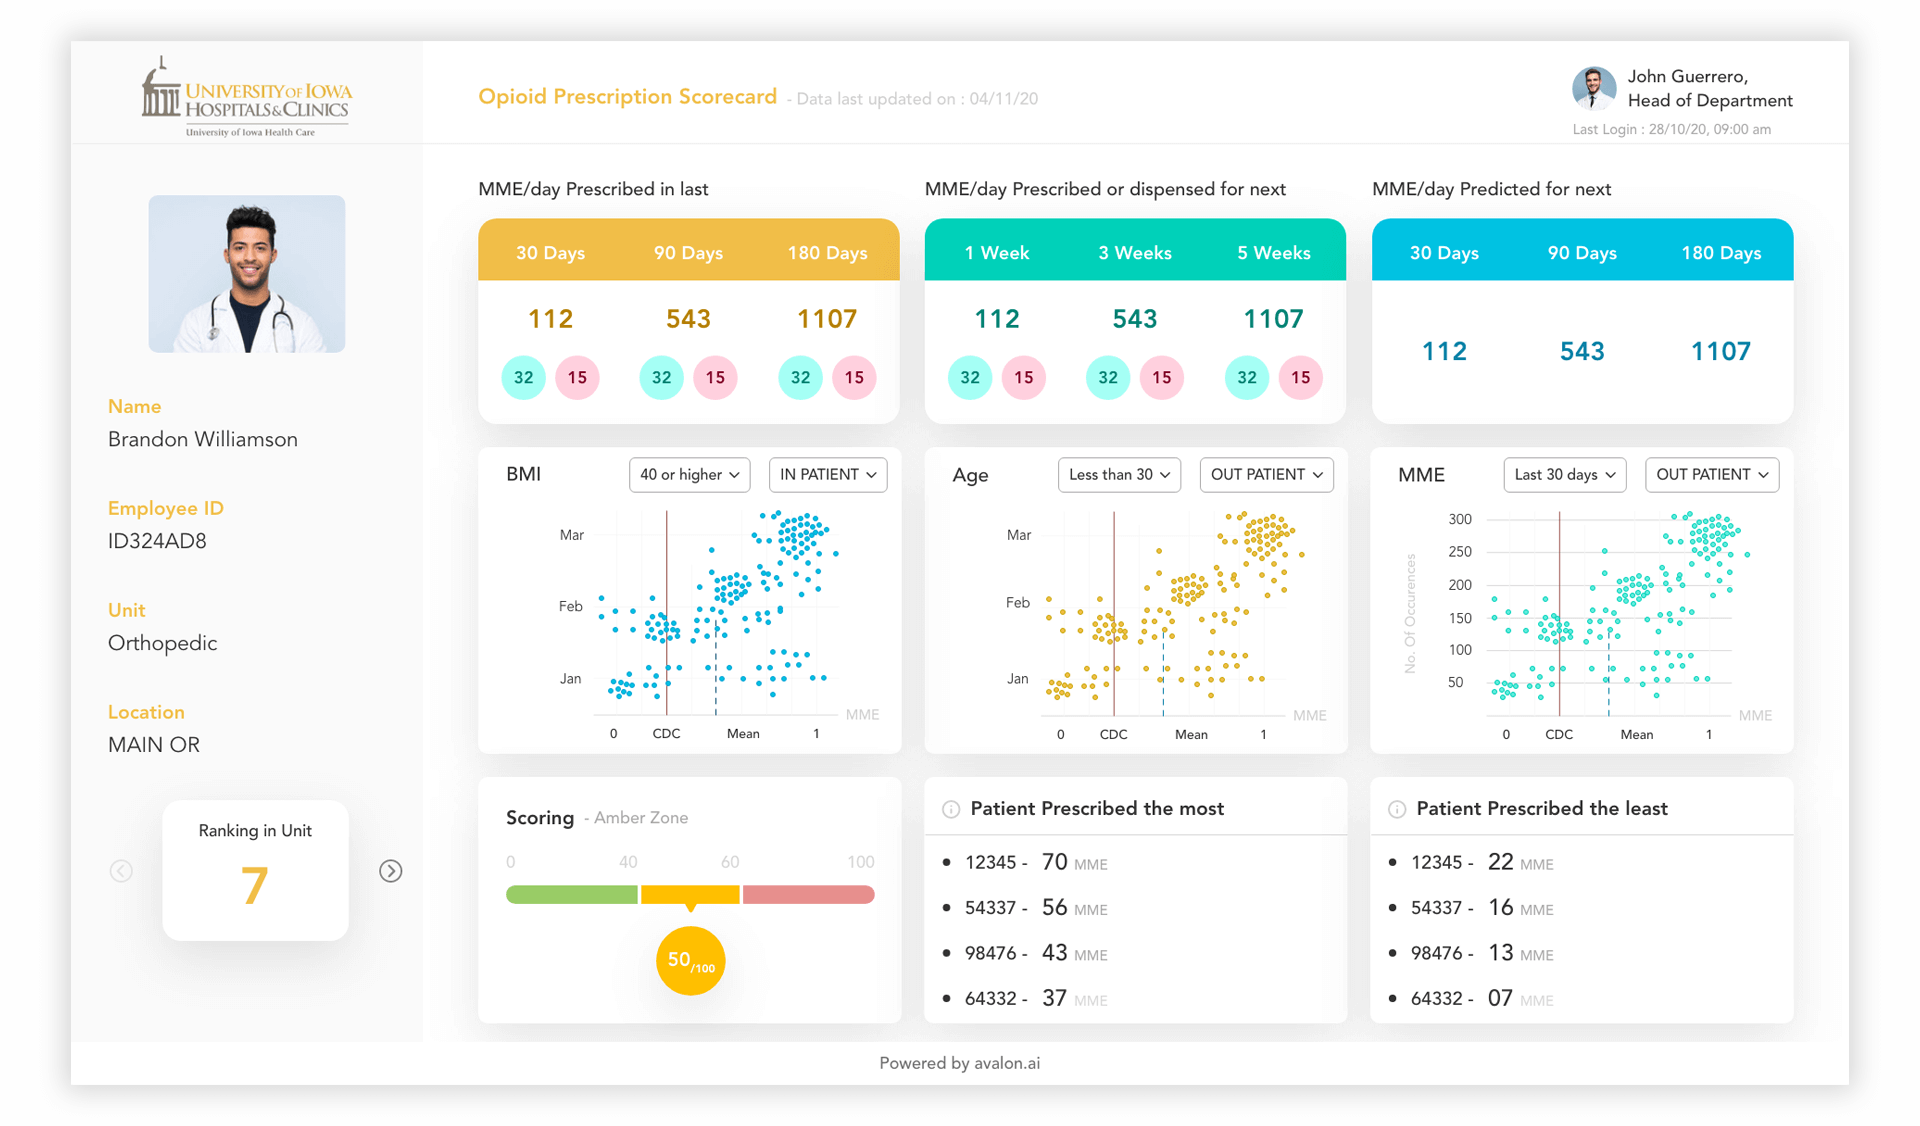 UNIVERSITY OF IOWA
HOSPITALS & CLINICS
University of Iowa Health Care
Opioid Prescription Scorecard - Data last updated on : 04/11/20
John Guerrero,
Head of Department
Last Login : 28/10/20, 09:00 am
Name
Brandon Williamson
Employee ID
ID324AD8
Unit
Orthopedic
Location
MAIN OR
Ranking in Unit
7
MME/day Prescribed in last
30 Days 90 Days 180 Days
112 543 1107
32 15 32 15 32 15
MME/day Prescribed or dispensed for next
1 Week 3 Weeks 5 Weeks
112 543 1107
32 15 32 15 32 15
MME/day Predicted for next
30 Days 90 Days 180 Days
112 543 1107
BMI 40 or higher IN PATIENT
Mar
Feb
Jan
MME
0 CDC Mean 1
Age Less than 30 OUT PATIENT
Mar
Feb
Jan
MME
0 CDC Mean 1
MME Last 30 days OUT PATIENT
No. Of Occurences
300
250
200
150
100
50
MME
0 CDC Mean 1
Scoring - Amber Zone
0 40 60 100
50/100
Patient Prescribed the most
• 12345 - 70 MME
• 54337 - 56 MME
• 98476 - 43 MME
• 64332 - 37 MME
Patient Prescribed the least
• 12345 - 22 MME
• 54337 - 16 MME
• 98476 - 13 MME
• 64332 - 07 MME
Powered by avalon.ai